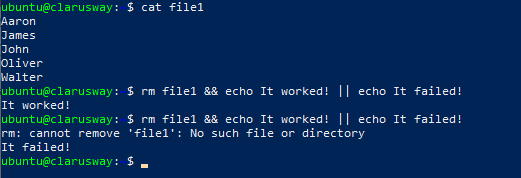 ubuntu@clarusway: $ cat file1
Aaron
James
John
Oliver
Walter
ubuntu@clarusway: $ rm file1 && echo It worked! || echo It failed!
It worked!
ubuntu@clarusway: $ rm file1 && echo It worked! || echo It failed!
rm: cannot remove 'file1': No such file or directory
It failed!
ubuntu@clarusway: $